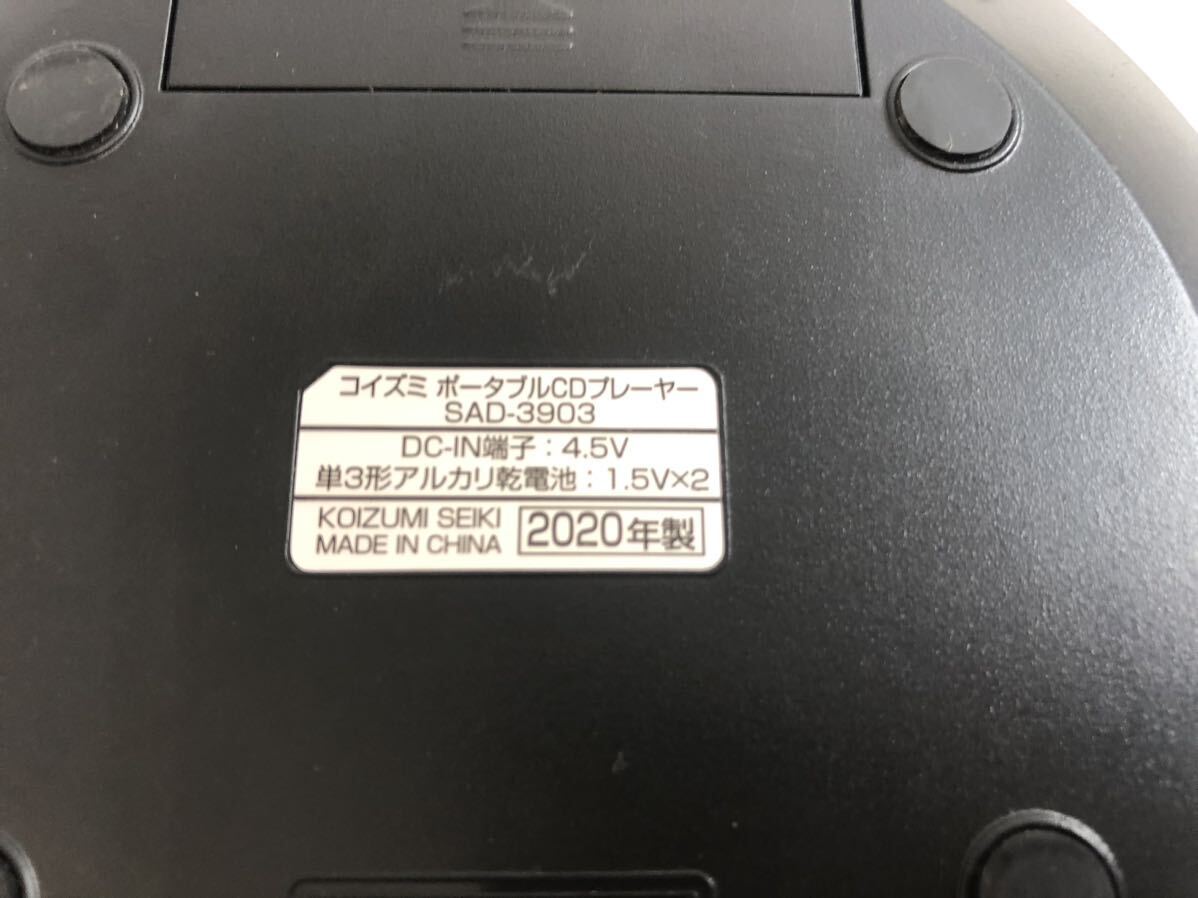 コイズミ ポータブルCDプレーヤー
SAD-3903
DC-IN端子：4.5V
単3形アルカリ乾電池：1.5V×2
KOIZUMI SEIKI
MADE IN CHINA
2020年製